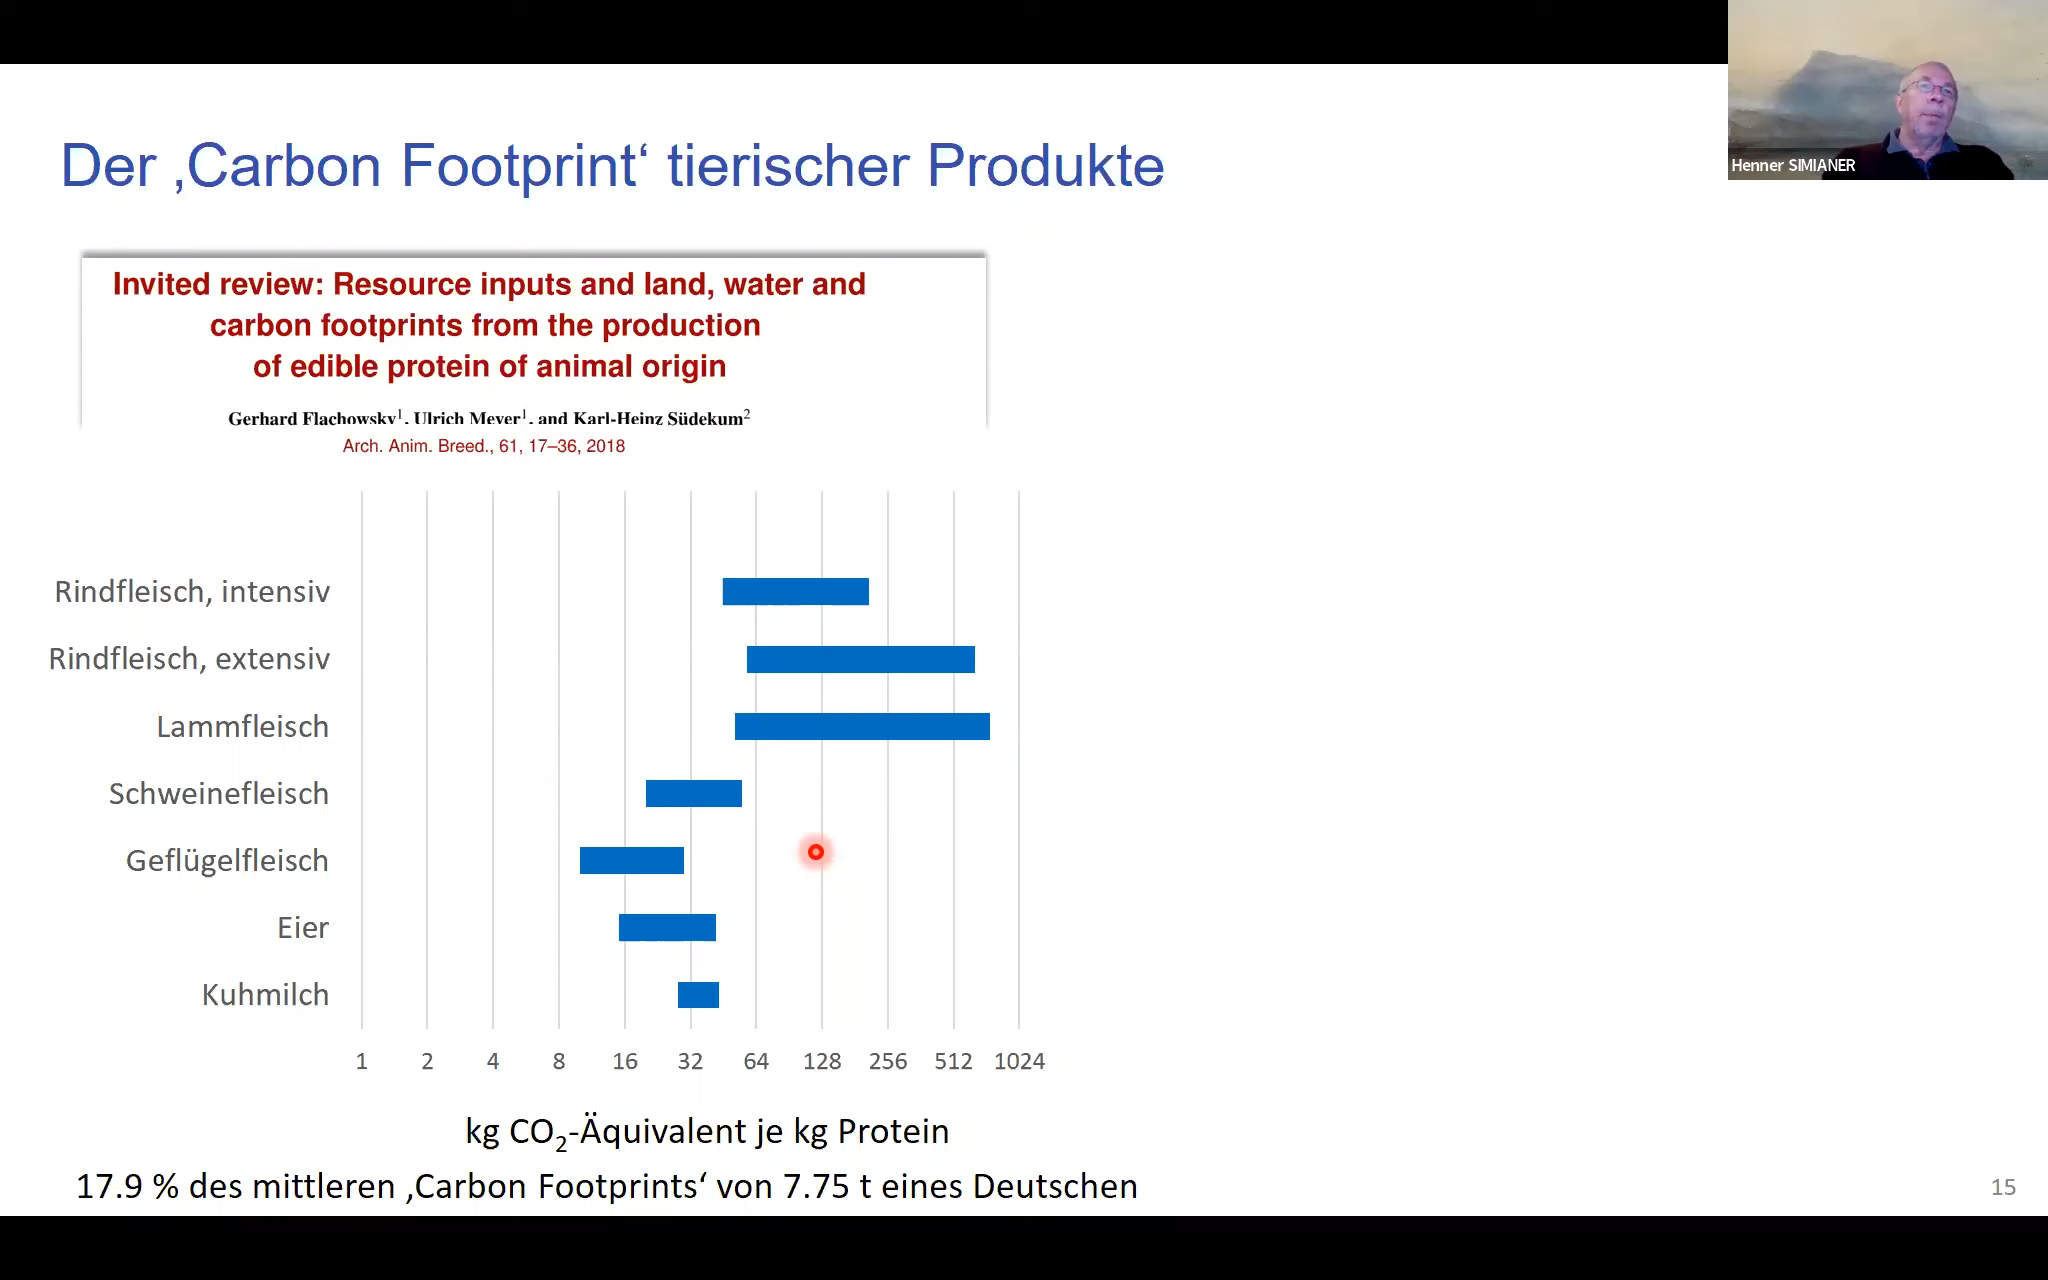 Henner SIMIANER
Der ‚Carbon Footprint‘ tierischer Produkte
Invited review: Resource inputs and land, water and
carbon footprints from the production
of edible protein of animal origin
Gerhard Flachowsky1, Ulrich Meyer1, and Karl-Heinz Südekum2
Arch. Anim. Breed., 61, 17–36, 2018
Rindfleisch, intensiv
Rindfleisch, extensiv
Lammfleisch
Schweinefleisch
Geflügelfleisch
Eier
Kuhmilch
1 2 4 8 16 32 64 128 256 512 1024
kg CO2-Äquivalent je kg Protein
17.9 % des mittleren ‚Carbon Footprints‘ von 7.75 t eines Deutschen
15